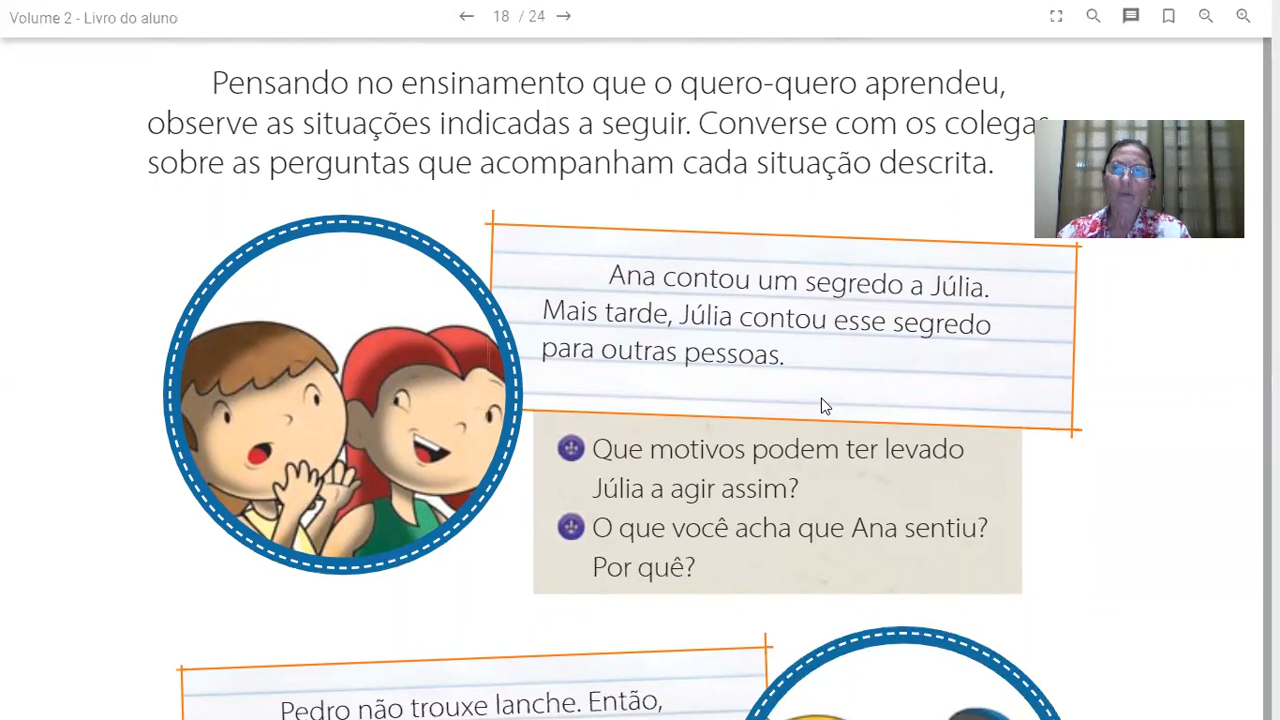 Volume 2 - Livro do aluno
18 / 24
Pensando no ensinamento que o quero-quero aprendeu,
observe as situações indicadas a seguir. Converse com os colegas
sobre as perguntas que acompanham cada situação descrita.
Ana contou um segredo a Júlia.
Mais tarde, Júlia contou esse segredo
para outras pessoas.
Que motivos podem ter levado
Júlia a agir assim?
O que você acha que Ana sentiu?
Por quê?
Pedro não trouxe lanche. Então,